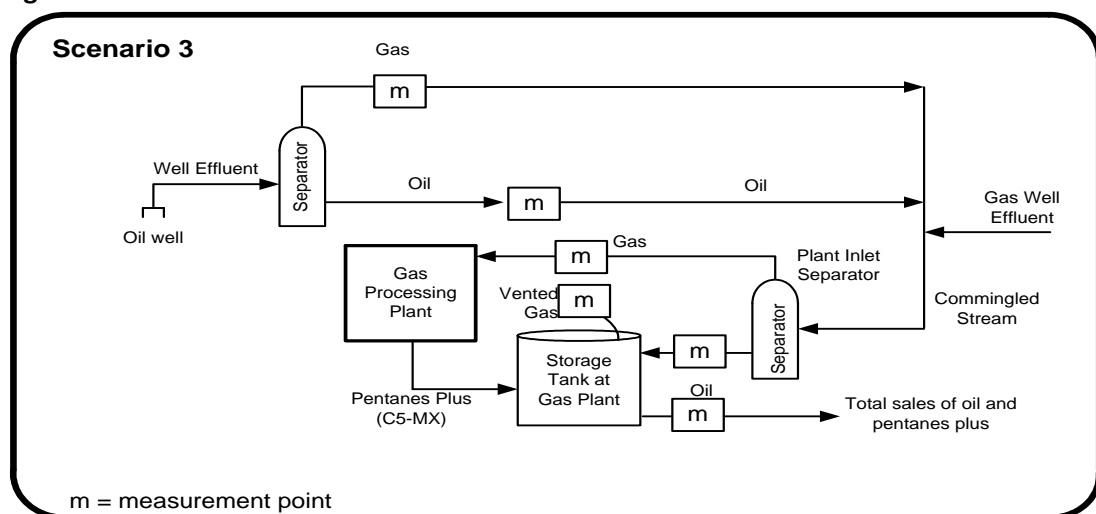 Scenario 3
Gas
m
Well Effluent
Separator
Oil
m
Oil
Oil well
Gas Well
Effluent
Gas
m
Plant Inlet
Separator
Gas
Processing
Plant
Vented
Gas
m
Commingled
Stream
Separator
m
Storage
Tank at
Gas Plant
Pentanes Plus
(C5-MX)
Oil
m
Total sales of oil and
pentanes plus
m = measurement point